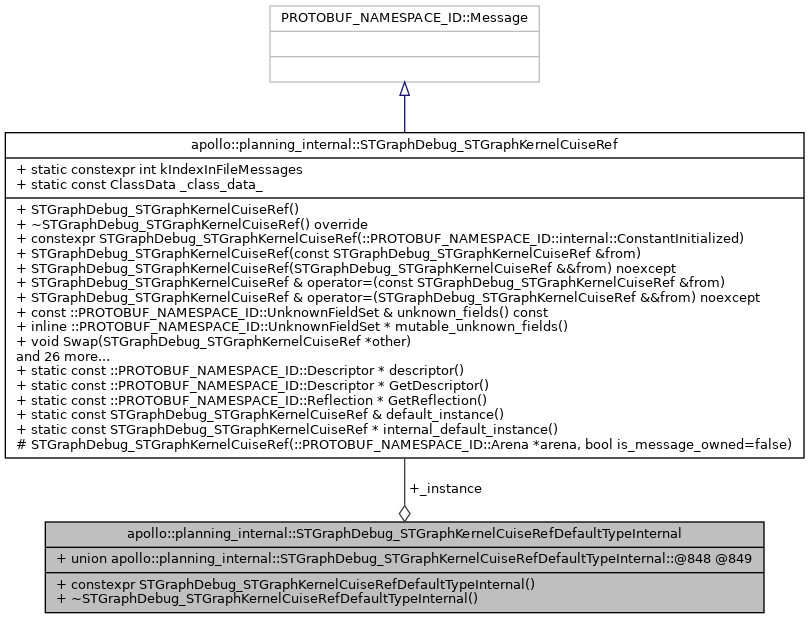 PROTOBUF_NAMESPACE_ID::Message
apollo::planning_internal::STGraphDebug_STGraphKernelCuiseRef
+ static constexpr int kIndexInFileMessages
+ static const ClassData _class_data_
+ STGraphDebug_STGraphKernelCuiseRef()
+ ~STGraphDebug_STGraphKernelCuiseRef() override
+ constexpr STGraphDebug_STGraphKernelCuiseRef(::PROTOBUF_NAMESPACE_ID::internal::ConstantInitialized)
+ STGraphDebug_STGraphKernelCuiseRef(const STGraphDebug_STGraphKernelCuiseRef &from)
+ STGraphDebug_STGraphKernelCuiseRef(STGraphDebug_STGraphKernelCuiseRef &&from) noexcept
+ STGraphDebug_STGraphKernelCuiseRef & operator=(const STGraphDebug_STGraphKernelCuiseRef &from)
+ STGraphDebug_STGraphKernelCuiseRef & operator=(STGraphDebug_STGraphKernelCuiseRef &&from) noexcept
+ const ::PROTOBUF_NAMESPACE_ID::UnknownFieldSet & unknown_fields() const
+ inline ::PROTOBUF_NAMESPACE_ID::UnknownFieldSet * mutable_unknown_fields()
+ void Swap(STGraphDebug_STGraphKernelCuiseRef *other)
and 26 more...
+ static const ::PROTOBUF_NAMESPACE_ID::Descriptor * descriptor()
+ static const ::PROTOBUF_NAMESPACE_ID::Descriptor * GetDescriptor()
+ static const ::PROTOBUF_NAMESPACE_ID::Reflection * GetReflection()
+ static const STGraphDebug_STGraphKernelCuiseRef & default_instance()
+ static const STGraphDebug_STGraphKernelCuiseRef * internal_default_instance()
# STGraphDebug_STGraphKernelCuiseRef(::PROTOBUF_NAMESPACE_ID::Arena *arena, bool is_message_owned=false)
+_instance
apollo::planning_internal::STGraphDebug_STGraphKernelCuiseRefDefaultTypeInternal
+ union apollo::planning_internal::STGraphDebug_STGraphKernelCuiseRefDefaultTypeInternal::@848 @849
+ constexpr STGraphDebug_STGraphKernelCuiseRefDefaultTypeInternal()
+ ~STGraphDebug_STGraphKernelCuiseRefDefaultTypeInternal()